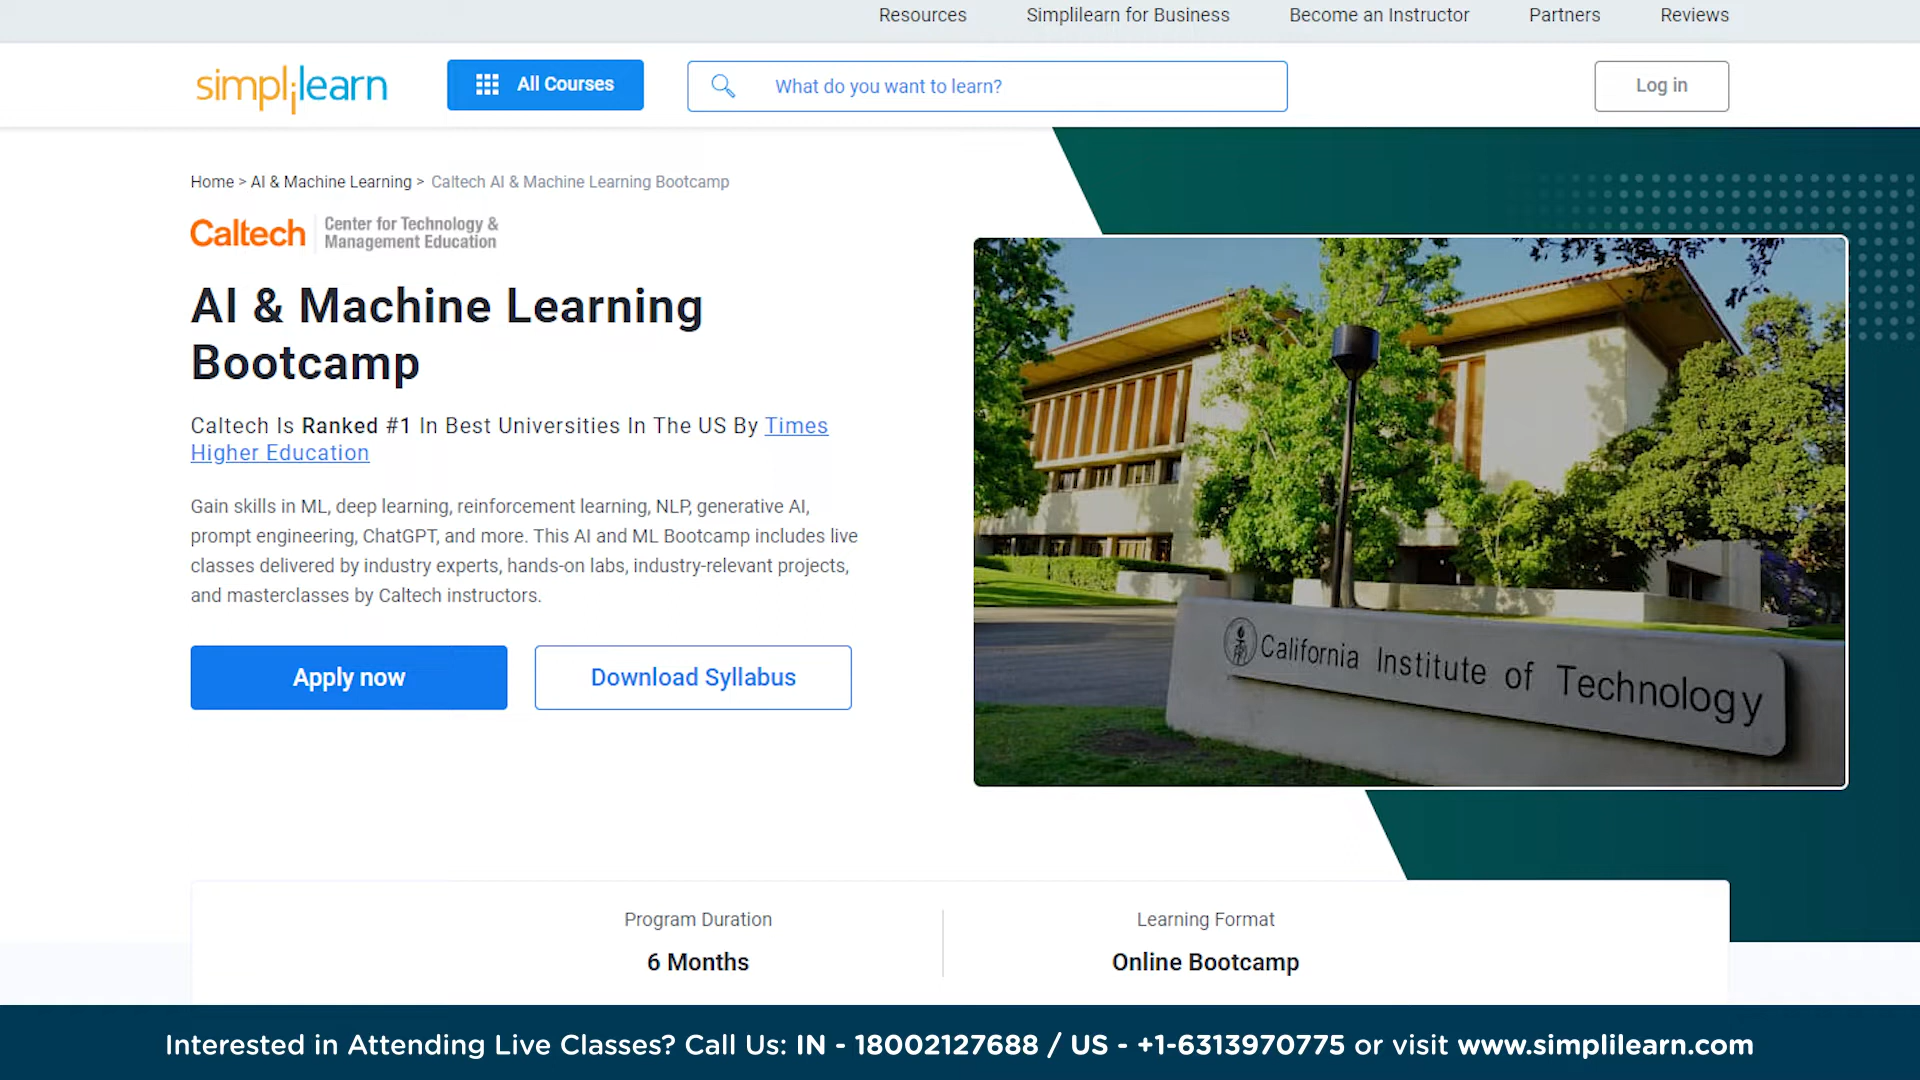 Resources Simplilearn for Business Become an Instructor Partners Reviews
simplilearn All Courses What do you want to learn? Log in
Home > AI & Machine Learning > Caltech AI & Machine Learning Bootcamp
Caltech Center for Technology &
Management Education
AI & Machine Learning
Bootcamp
Caltech Is Ranked #1 In Best Universities In The US By Times
Higher Education
Gain skills in ML, deep learning, reinforcement learning, NLP, generative AI,
prompt engineering, ChatGPT, and more. This AI and ML Bootcamp includes live
classes delivered by industry experts, hands-on labs, industry-relevant projects,
and masterclasses by Caltech instructors.
Apply now Download Syllabus
California Institute of Technology
Program Duration
6 Months
Learning Format
Online Bootcamp
Interested in Attending Live Classes? Call Us: IN - 18002127688 / US - +1-6313970775 or visit www.simplilearn.com